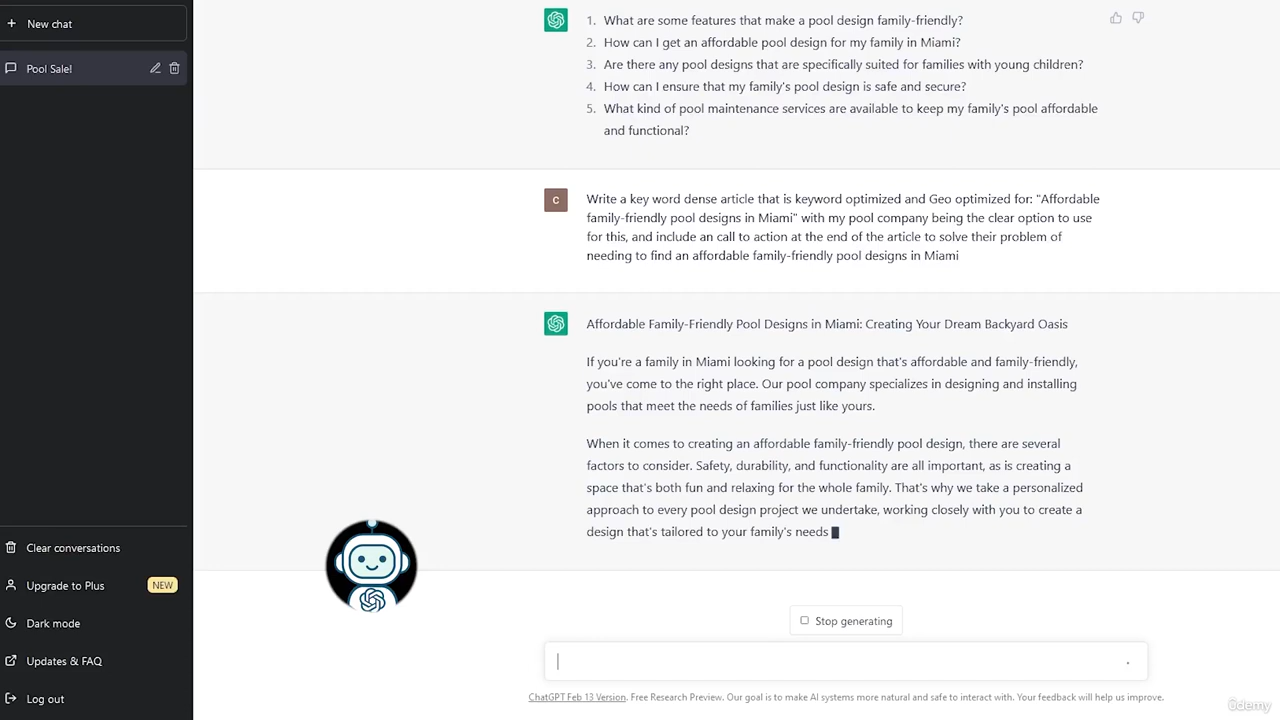 New chat
Pool Sale!
1. What are some features that make a pool design family-friendly?
2. How can I get an affordable pool design for my family in Miami?
3. Are there any pool designs that are specifically suited for families with young children?
4. How can I ensure that my family's pool design is safe and secure?
5. What kind of pool maintenance services are available to keep my family's pool affordable
and functional?
C
Write a key word dense article that is keyword optimized and Geo optimized for: "Affordable
family-friendly pool designs in Miami" with my pool company being the clear option to use
for this, and include an call to action at the end of the article to solve their problem of
needing to find an affordable family-friendly pool designs in Miami
Affordable Family-Friendly Pool Designs in Miami: Creating Your Dream Backyard Oasis
If you're a family in Miami looking for a pool design that's affordable and family-friendly,
you've come to the right place. Our pool company specializes in designing and installing
pools that meet the needs of families just like yours.
When it comes to creating an affordable family-friendly pool design, there are several
factors to consider. Safety, durability, and functionality are all important, as is creating a
space that's both fun and relaxing for the whole family. That's why we take a personalized
approach to every pool design project we undertake, working closely with you to create a
design that's tailored to your family's needs
Clear conversations
Upgrade to Plus NEW
Dark mode
Updates & FAQ
Log out
Stop generating
ChatGPT Feb 13 Version. Free Research Preview. Our goal is to make AI systems more natural and safe to interact with. Your feedback will help us improve.
ûdemy